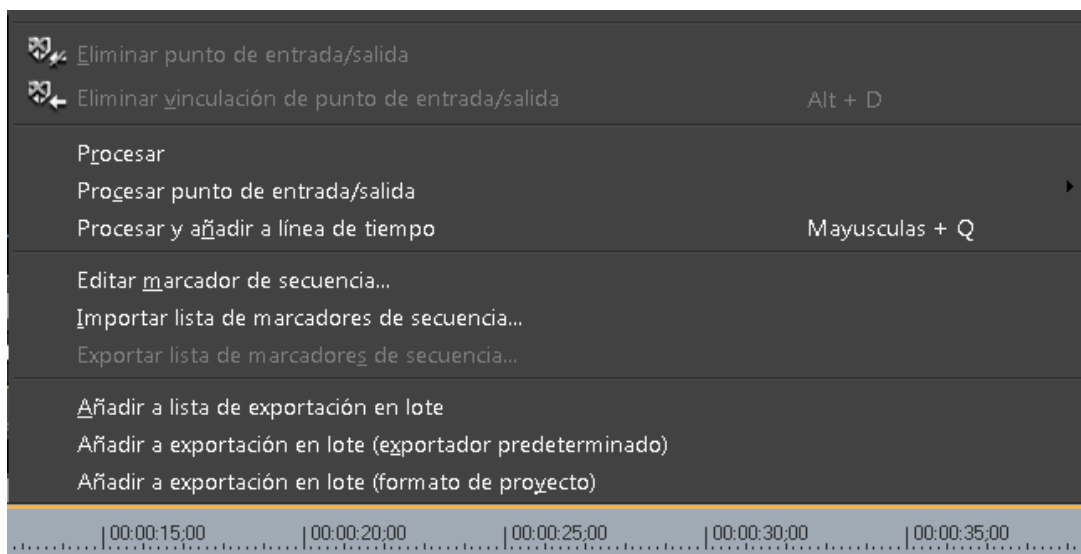 Eliminar punto de entrada/salida
Eliminar vinculación de punto de entrada/salida Alt + D
Procesar
Procesar punto de entrada/salida
Procesar y añadir a línea de tiempo Mayusculas + Q
Editar marcador de secuencia...
Importar lista de marcadores de secuencia...
Exportar lista de marcadores de secuencia...
Añadir a lista de exportación en lote
Añadir a exportación en lote (exportador predeterminado)
Añadir a exportación en lote (formato de proyecto)
00:00:15;00 00:00:20;00 00:00:25;00 00:00:30;00 00:00:35;00